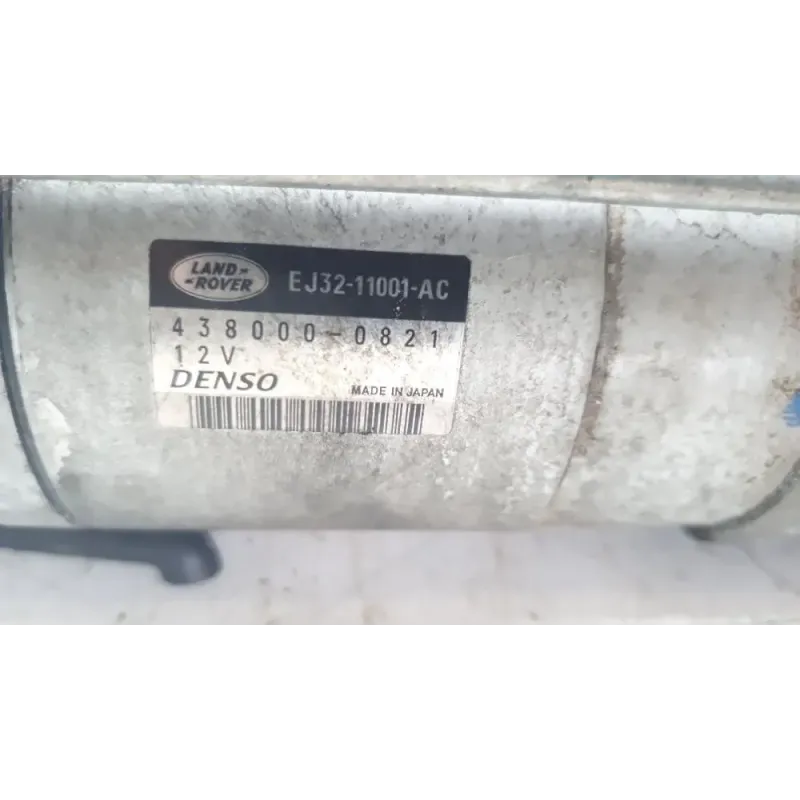 LAND-
-ROVER
EJ32-11001-AC
438000-0821
12V
DENSO
MADE IN JAPAN